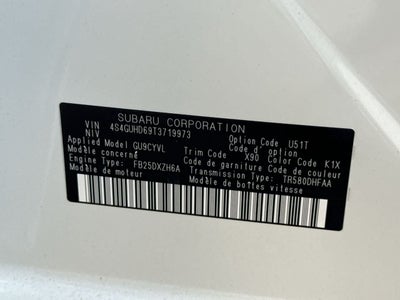 SUBARU CORPORATION
VIN
NIV 4S4GUHD69T3719973
Option Code U51T
Code d'option
Applied Model GU9CYVL
Modèle concerné
Trim Code X90 Color Code K1X
Code de garniture Code de couleur
Engine Type: FB25DXZH6A
Modèle de moteur
Transmission Type: TR580DHFAA
Modèle de boîtes vitesse